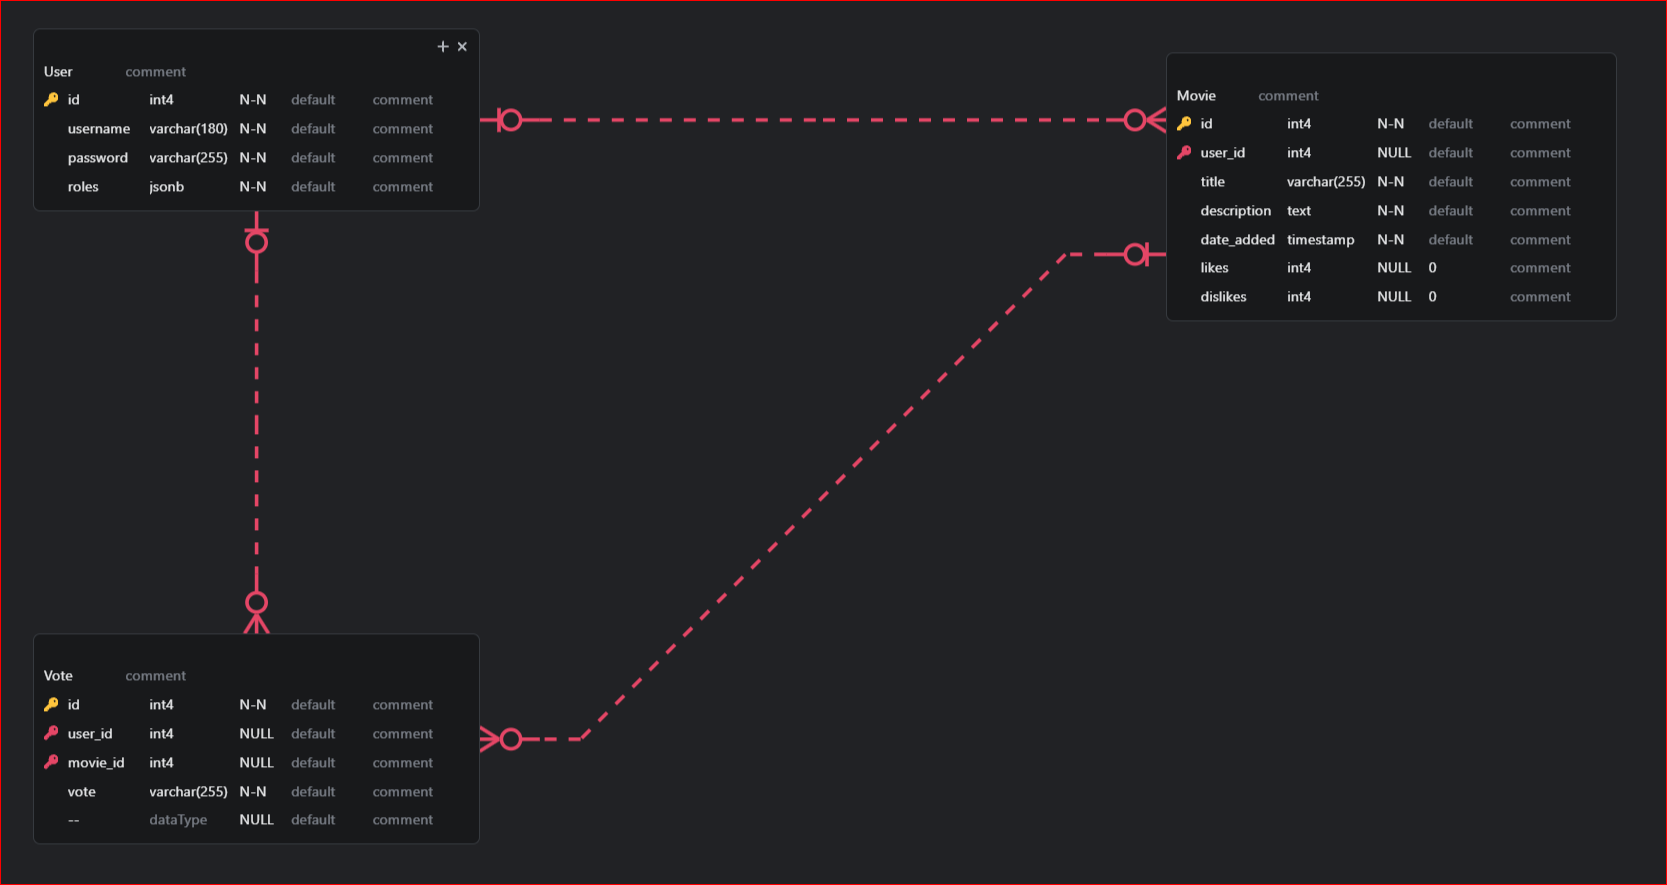 + ×
User comment
id int4 N-N default comment
username varchar(180) N-N default comment
password varchar(255) N-N default comment
roles jsonb N-N default comment
Movie comment
id int4 N-N default comment
user_id int4 NULL default comment
title varchar(255) N-N default comment
description text N-N default comment
date_added timestamp N-N default comment
likes int4 NULL 0 comment
dislikes int4 NULL 0 comment
Vote comment
id int4 N-N default comment
user_id int4 NULL default comment
movie_id int4 NULL default comment
vote varchar(255) N-N default comment
-- dataType NULL default comment